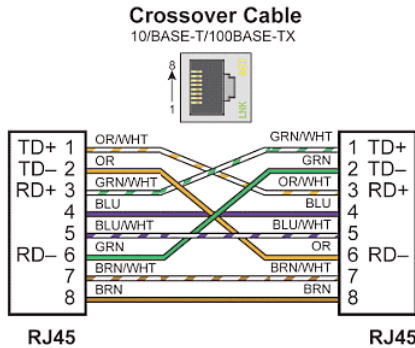 Crossover Cable
10/BASE-T/100BASE-TX
8
1
ACT
LNK
TD+ 1 OR/WHT GRN/WHT 1 TD+
TD– 2 OR GRN 2 TD–
RD+ 3 GRN/WHT OR/WHT 3 RD+
4 BLU BLU 4
5 BLU/WHT BLU/WHT 5
RD– 6 GRN OR 6 RD–
7 BRN/WHT BRN/WHT 7
8 BRN BRN 8
RJ45 RJ45